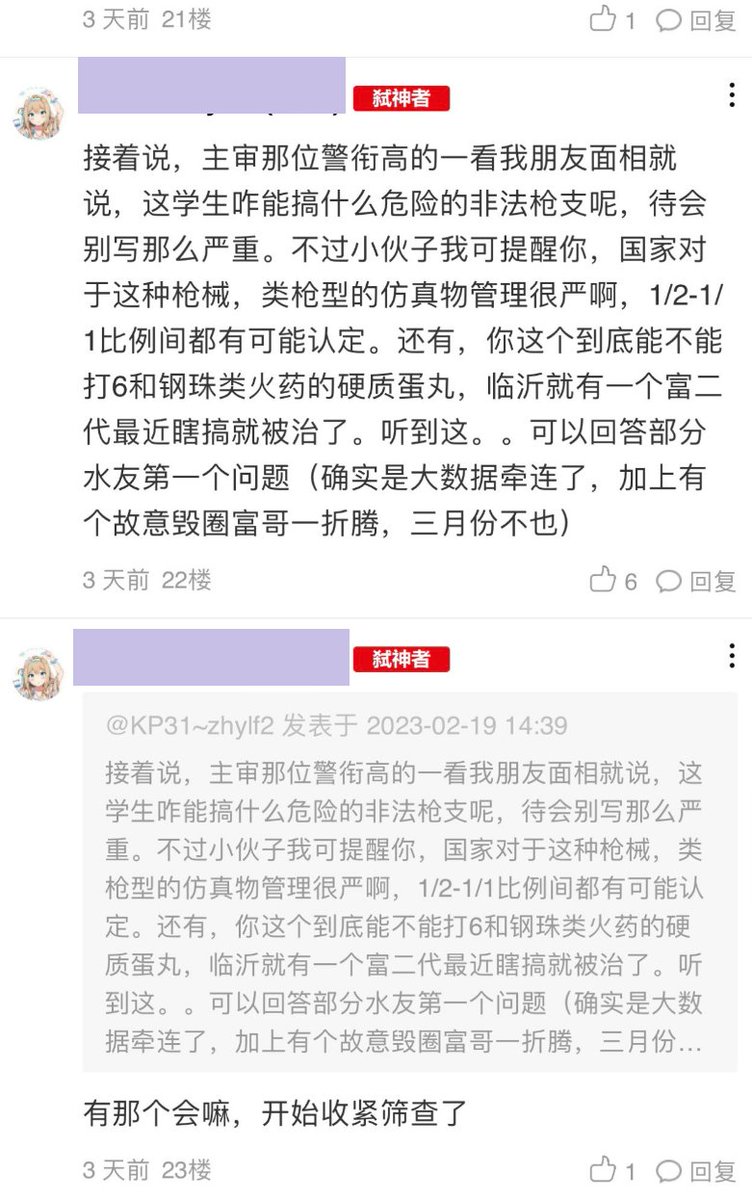 3 天前 21楼
1 回复
弑神者
接着说，主审那位警衔高的一看我朋友面相就
说，这学生咋能搞什么危险的非法枪支呢，待会
别写那么严重。不过小伙子我可提醒你，国家对
于这种枪械，类枪型的仿真物管理很严啊，1/2-1/
1比例间都有可能认定。还有，你这个到底能不能
打6和钢珠类火药的硬质蛋丸，临沂就有一个富二
代最近瞎搞就被治了。听到这。。可以回答部分
水友第一个问题（确实是大数据牵连了，加上有
个故意毁圈富哥一折腾，三月份不也）
3 天前 22楼
6 回复
弑神者
@KP31~zhylf2 发表于 2023-02-19 14:39
接着说，主审那位警衔高的一看我朋友面相就说，这
学生咋能搞什么危险的非法枪支呢，待会别写那么严
重。不过小伙子我可提醒你，国家对于这种枪械，类
枪型的仿真物管理很严啊，1/2-1/1比例间都有可能认
定。还有，你这个到底能不能打6和钢珠类火药的硬
质蛋丸，临沂就有一个富二代最近瞎搞就被治了。听
到这。。可以回答部分水友第一个问题（确实是大数
据牵连了，加上有个故意毁圈富哥一折腾，三月份…
有那个会嘛，开始收紧筛查了
3 天前 23楼
1 回复